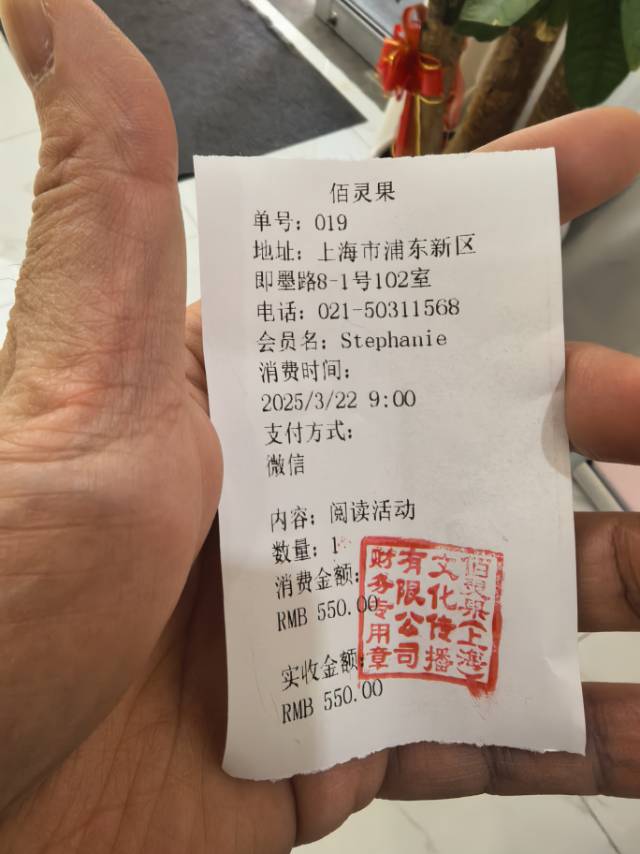 佰灵果
单号：019
地址：上海市浦东新区
即墨路8-1号102室
电话：021-50311568
会员名：Stephanie
消费时间：
2025/3/22 9:00
支付方式：
微信
内容：阅读活动
数量：1
消费金额：
RMB 550.00
实收金额：
RMB 550.00
佰灵果(上海)
文化传播
有限公司
财务专用章